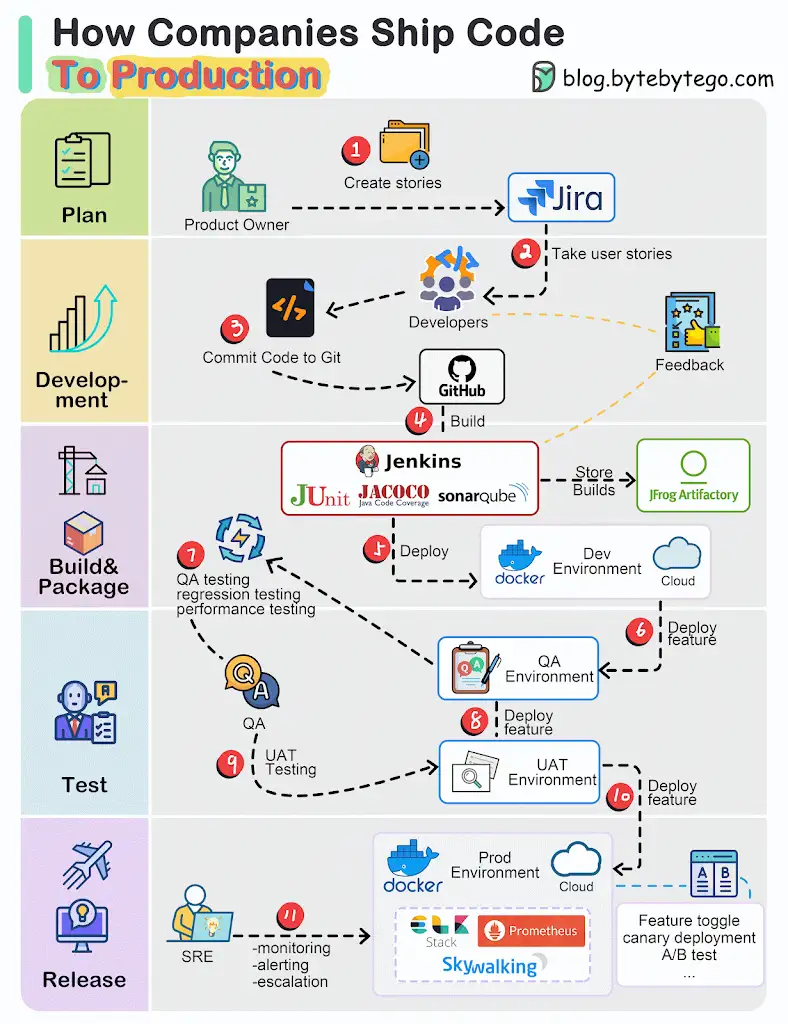 How Companies Ship Code
To Production
blog.bytebytego.com
Plan
1
Create stories
Product Owner
Jira
2
Take user stories
Develop-
ment
Developers
3
Commit Code to Git
GitHub
Feedback
4
Build
Build&
Package
Jenkins
JUnit
JACOCO
Java Code Coverage
sonarqube
Store
Builds
JFrog Artifactory
5
Deploy
docker
Dev
Environment
Cloud
7
QA testing
regression testing
performance testing
6
Deploy
feature
Test
QA
Environment
QA
Q
A
QA
8
Deploy
feature
9
UAT
Testing
UAT
Environment
10
Deploy
feature
Release
docker
Prod
Environment
Cloud
A B
SRE
11
-monitoring
-alerting
-escalation
ELK
Stack
Prometheus
Skywalking
Feature toggle
canary deployment
A/B test
...